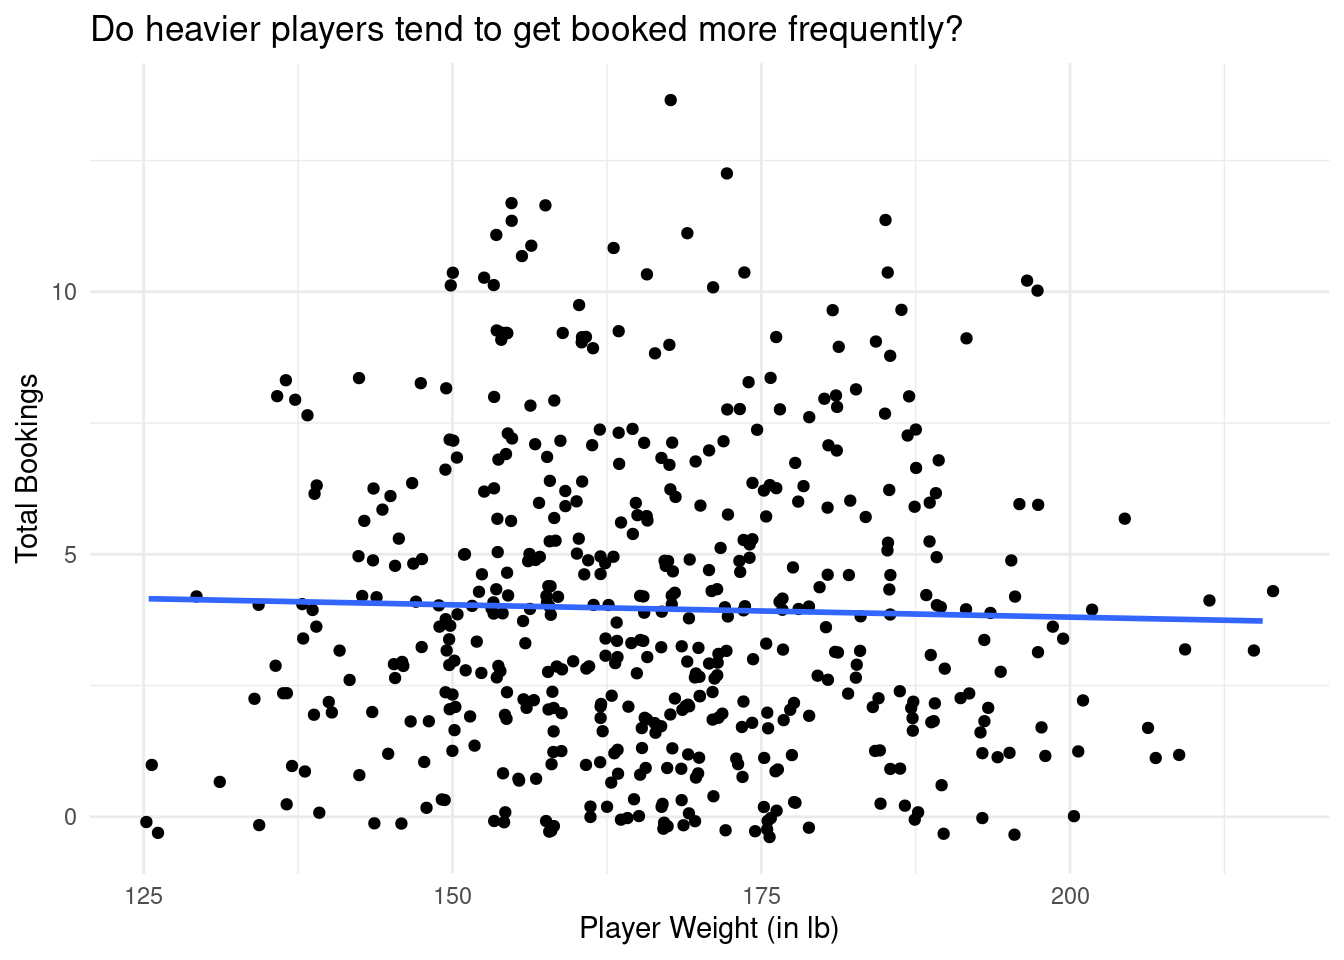 Do heavier players tend to get booked more frequently?
Total Bookings
10
5
0
125
150
175
200
Player Weight (in lb)